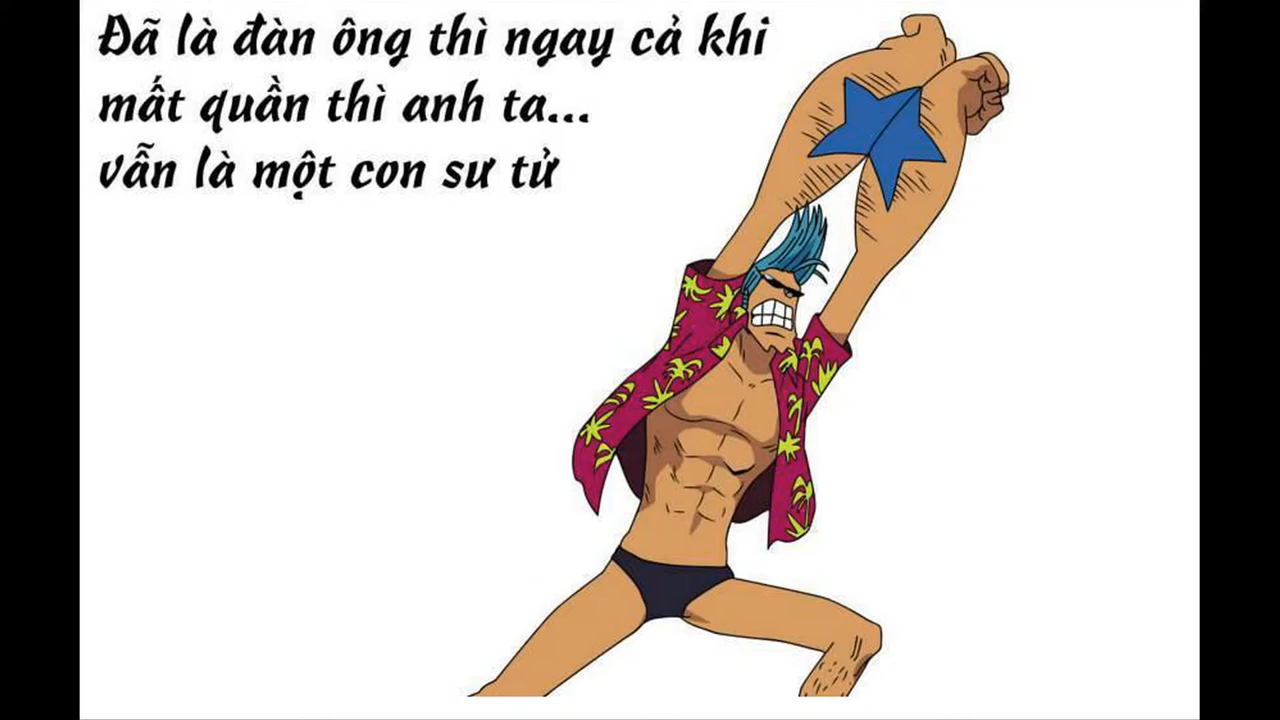 Đã là đàn ông thì ngay cả khi
mất quần thì anh ta...
vẫn là một con sư tử